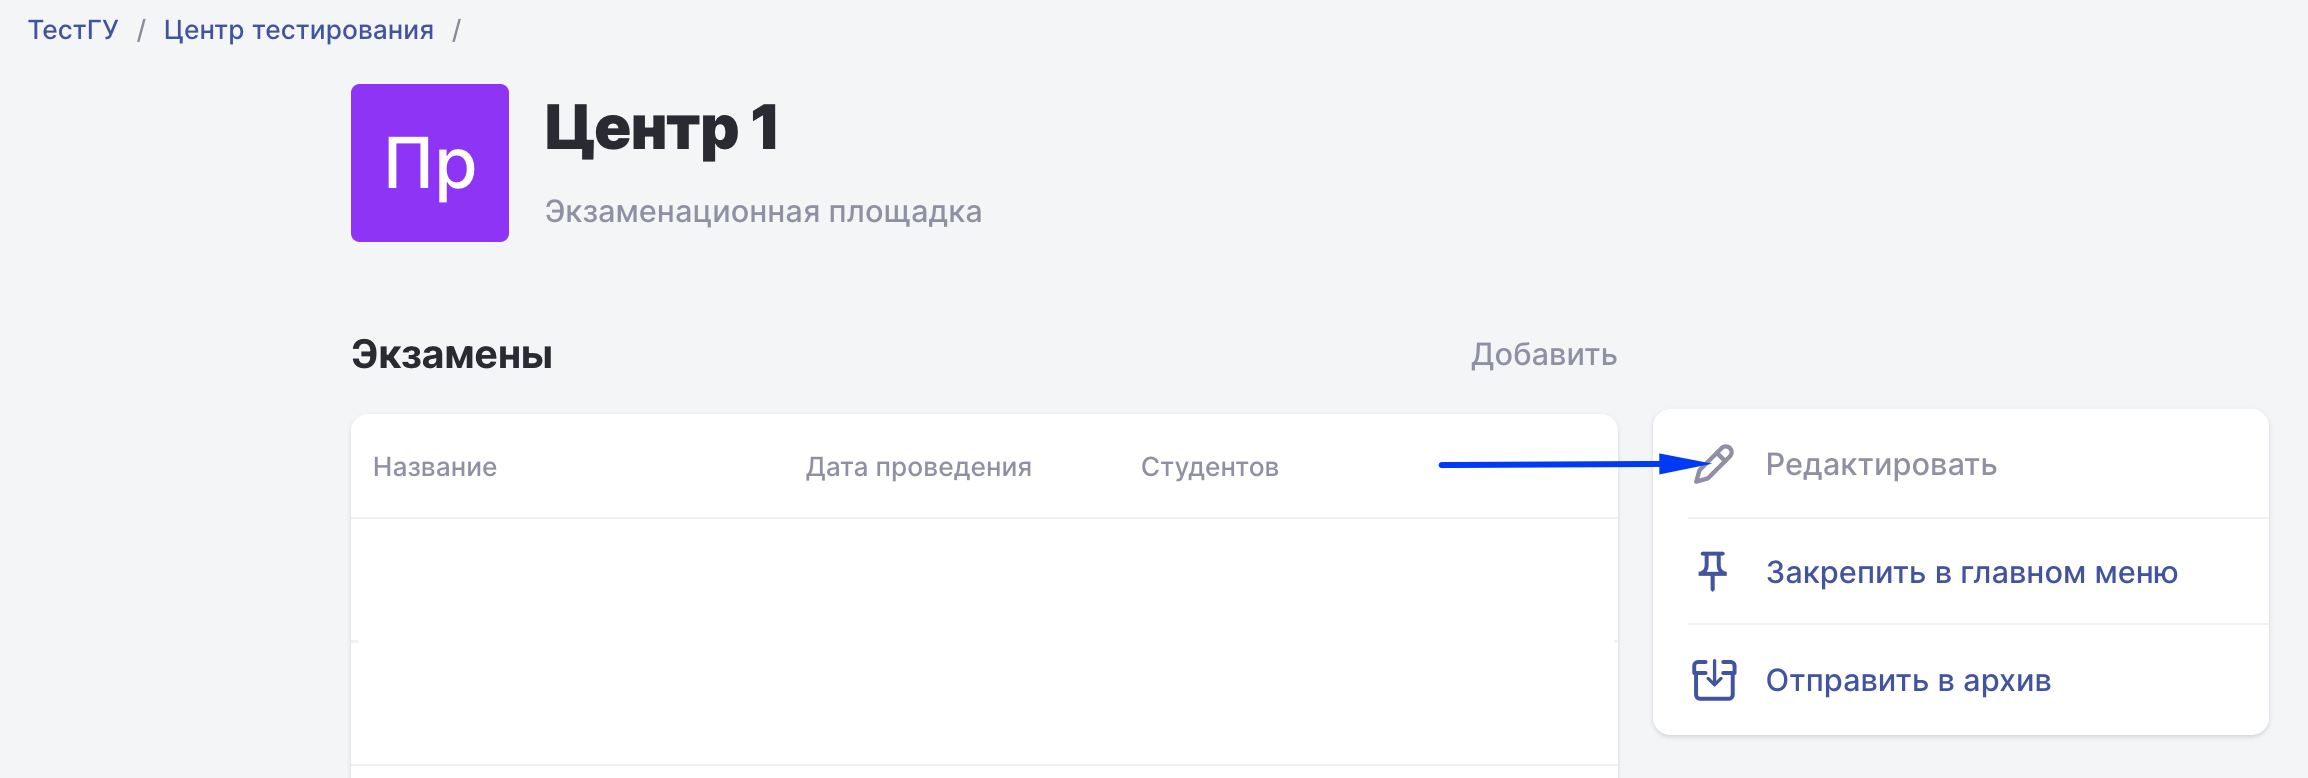 ТестГУ / Центр тестирования /
Пр
Центр 1
Экзаменационная площадка
Экзамены
Добавить
Название
Дата проведения
Студентов
Редактировать
Закрепить в главном меню
Отправить в архив